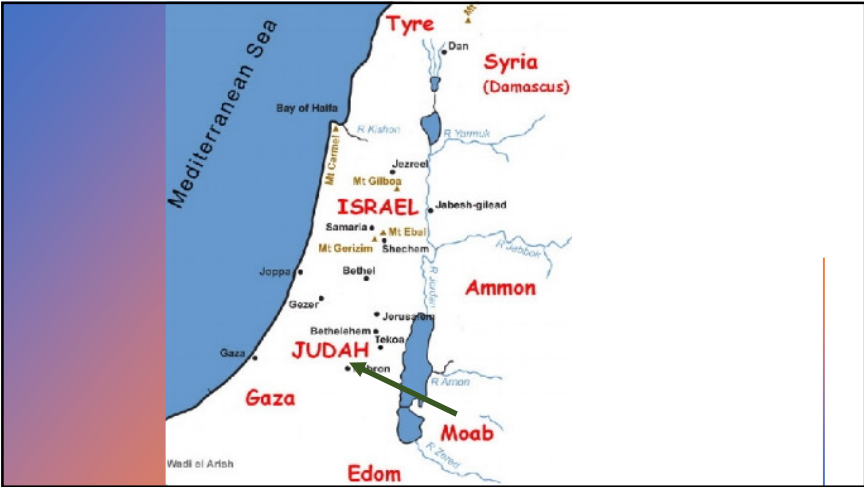 Tyre
Mt
Dan
Syria
(Damascus)
Mediterranean Sea
Bay of Haifa
R Kishon
R Yarmuk
Mt Carmel
Jezreel
Mt Gilboa
ISRAEL
Jabesh-gilead
Samaria
Mt Ebal
Mt Gerizim
Shechem
R Jabbok
Joppa
Bethel
R Jordan
Ammon
Gezer
Jerusalem
Bethelehem
Tekoa
JUDAH
Gaza
bron
R Arnon
Gaza
Moab
R Zered
Wadi el Arish
Edom